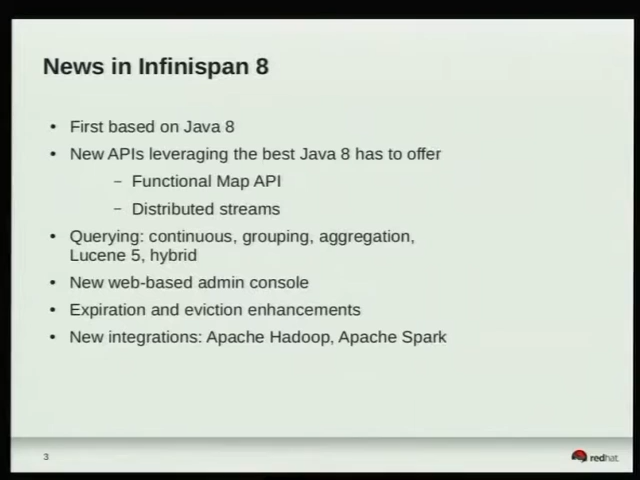 News in Infinispan 8
• First based on Java 8
• New APIs leveraging the best Java 8 has to offer
– Functional Map API
– Distributed streams
• Querying: continuous, grouping, aggregation,
Lucene 5, hybrid
• New web-based admin console
• Expiration and eviction enhancements
• New integrations: Apache Hadoop, Apache Spark
3
redhat.